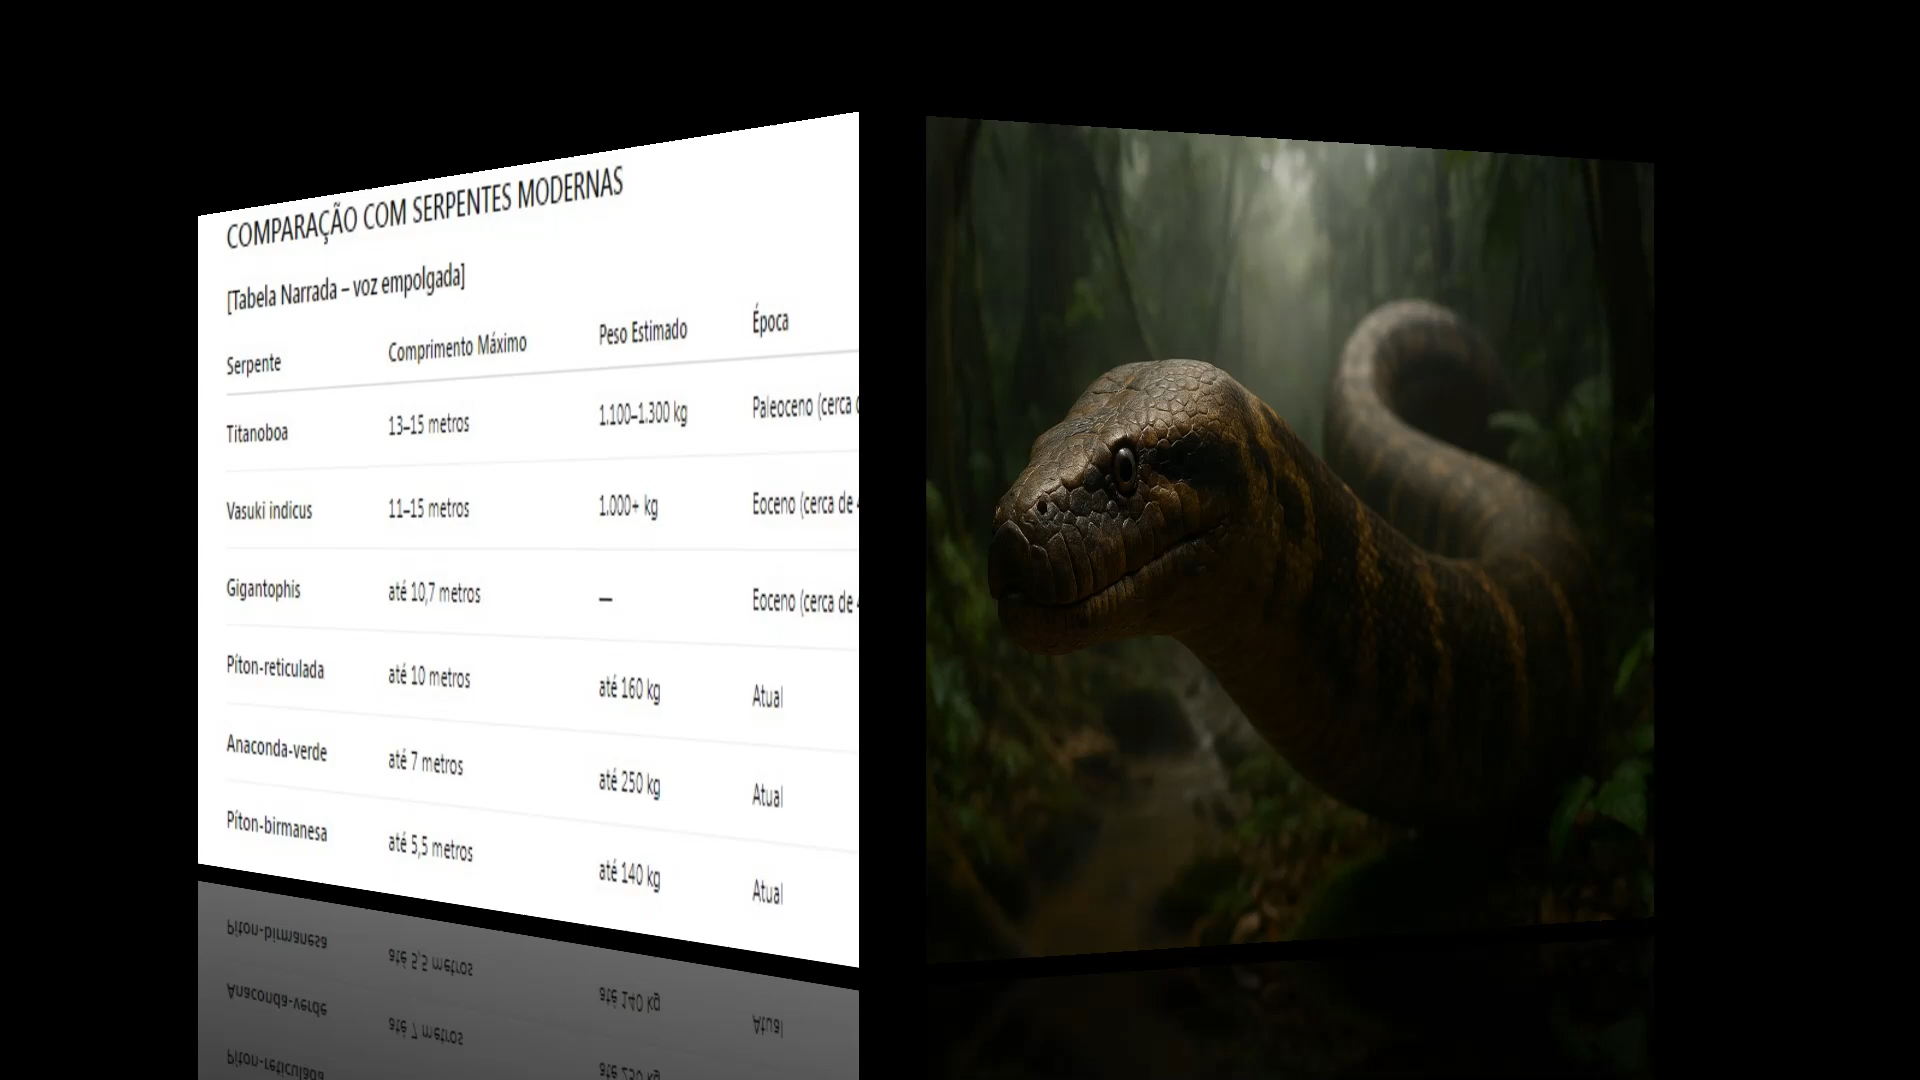 COMPARAÇÃO COM SERPENTES MODERNAS
[Tabela Narrada – voz empolgada]
Serpente Comprimento Máximo Peso Estimado Época
Titanoboa 13–15 metros 1.100–1.300 kg Paleoceno (cerca
Vasuki indicus 11–15 metros 1.000+ kg Eoceno (cerca de
Gigantophis até 10,7 metros — Eoceno (cerca de
Píton-reticulada até 10 metros até 160 kg Atual
Anaconda-verde até 7 metros até 250 kg Atual
Píton-birmanesa até 5,5 metros até 140 kg Atual